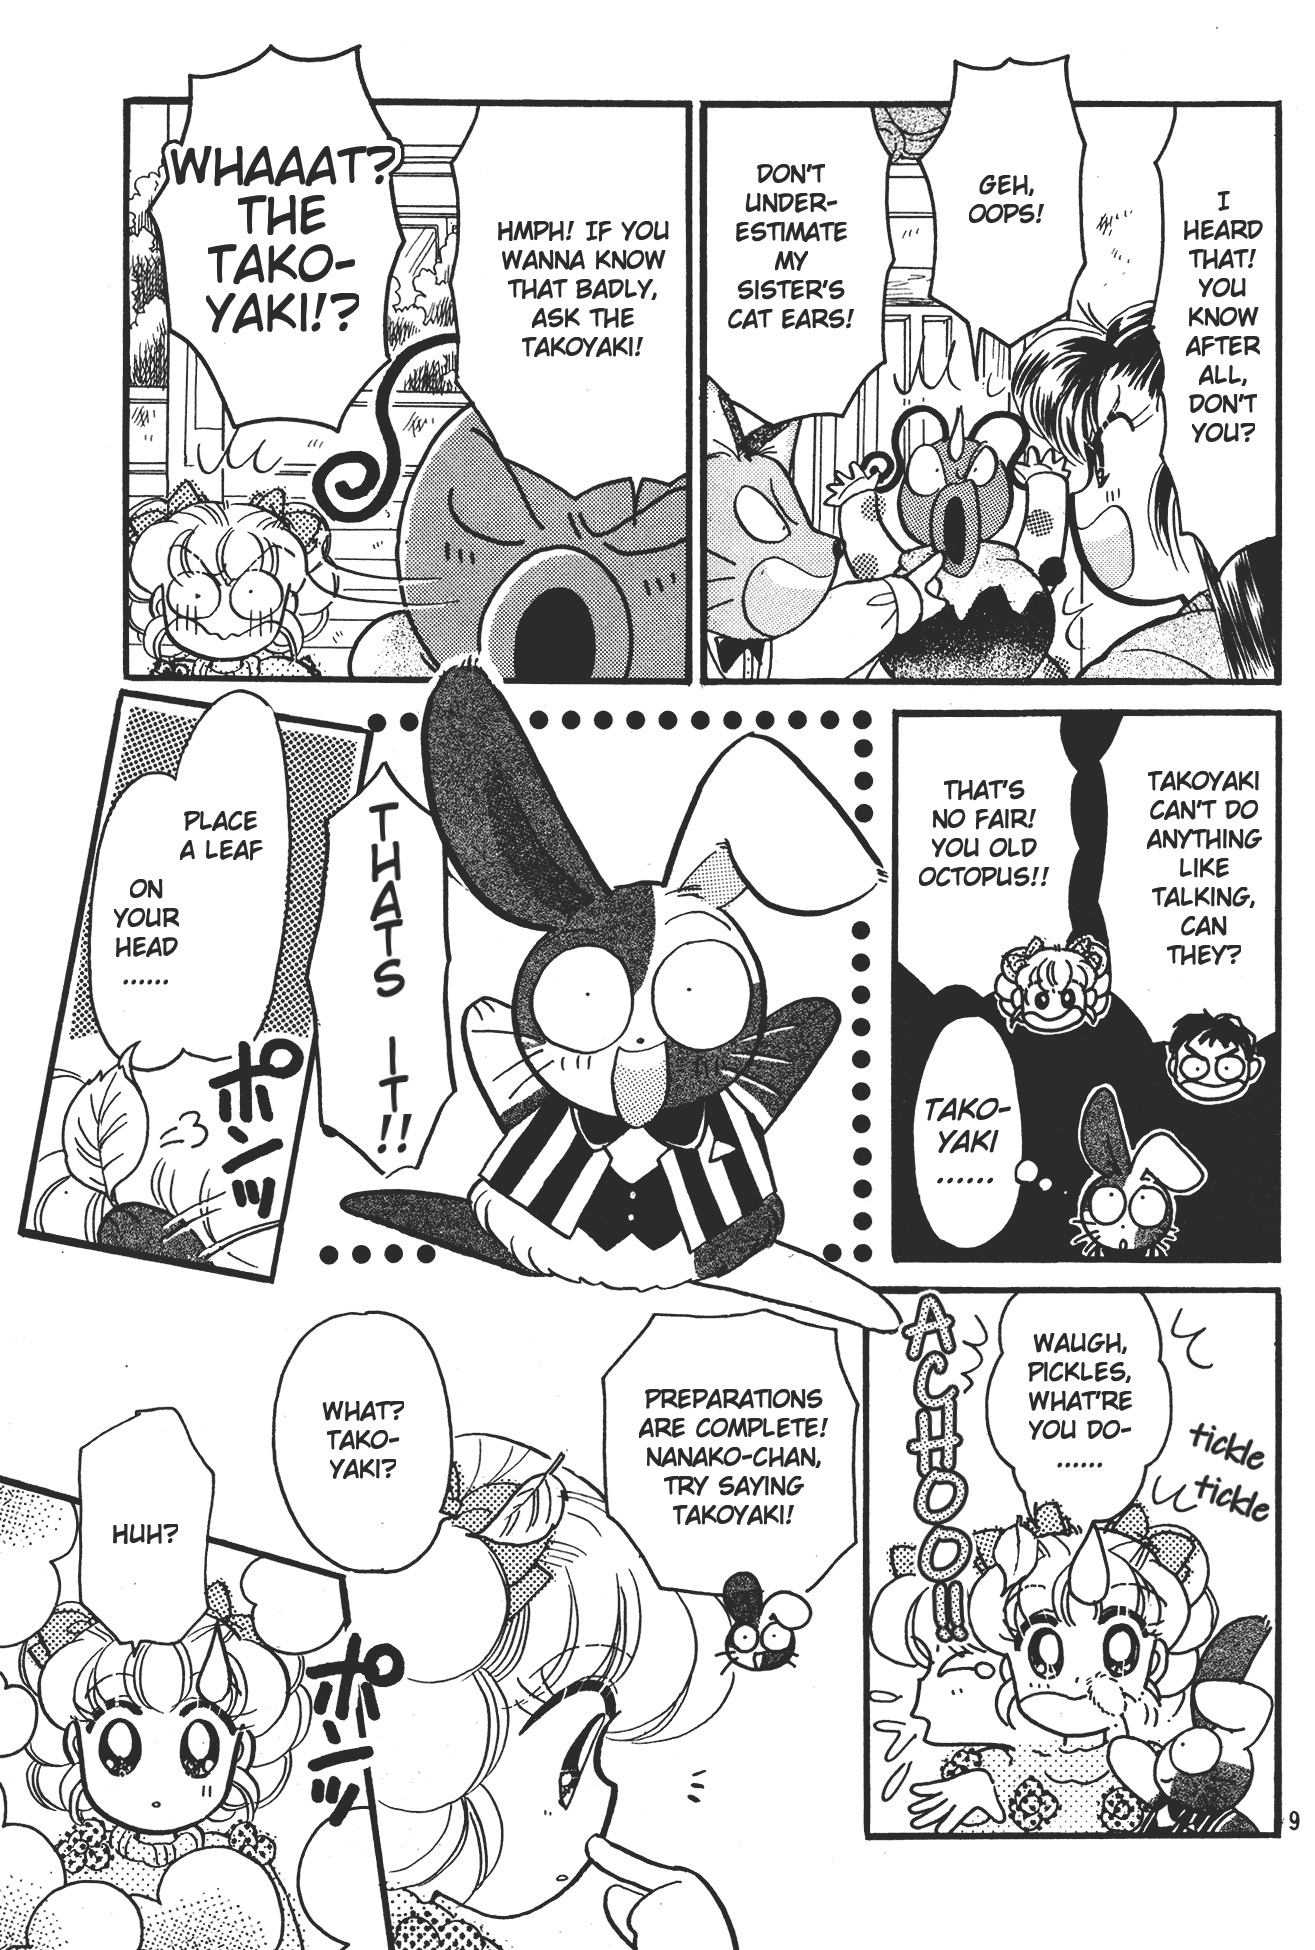 I
HEARD
THAT!
YOU
KNOW
AFTER
ALL,
DON'T
YOU?
GEH,
OOPS!
DON'T
UNDER-
ESTIMATE
MY
SISTER'S
CAT EARS!
HMPH! IF YOU
WANNA KNOW
THAT BADLY,
ASK THE
TAKOYAKI!
WHAAAT?
THE
TAKO-
YAKI!?
TAKOYAKI
CAN'T DO
ANYTHING
LIKE
TALKING,
CAN
THEY?
THAT'S
NO FAIR!
YOU OLD
OCTOPUS!!
TAKO-
YAKI
......
THATS IT!!
PLACE
A LEAF
ON
YOUR
HEAD
......
ポンッ
WAUGH,
PICKLES,
WHAT'RE
YOU DO-
......
tickle
tickle
ACHOO!!
PREPARATIONS
ARE COMPLETE!
NANAKO-CHAN,
TRY SAYING
TAKOYAKI!
WHAT?
TAKO-
YAKI?
ポンッ
HUH?
9